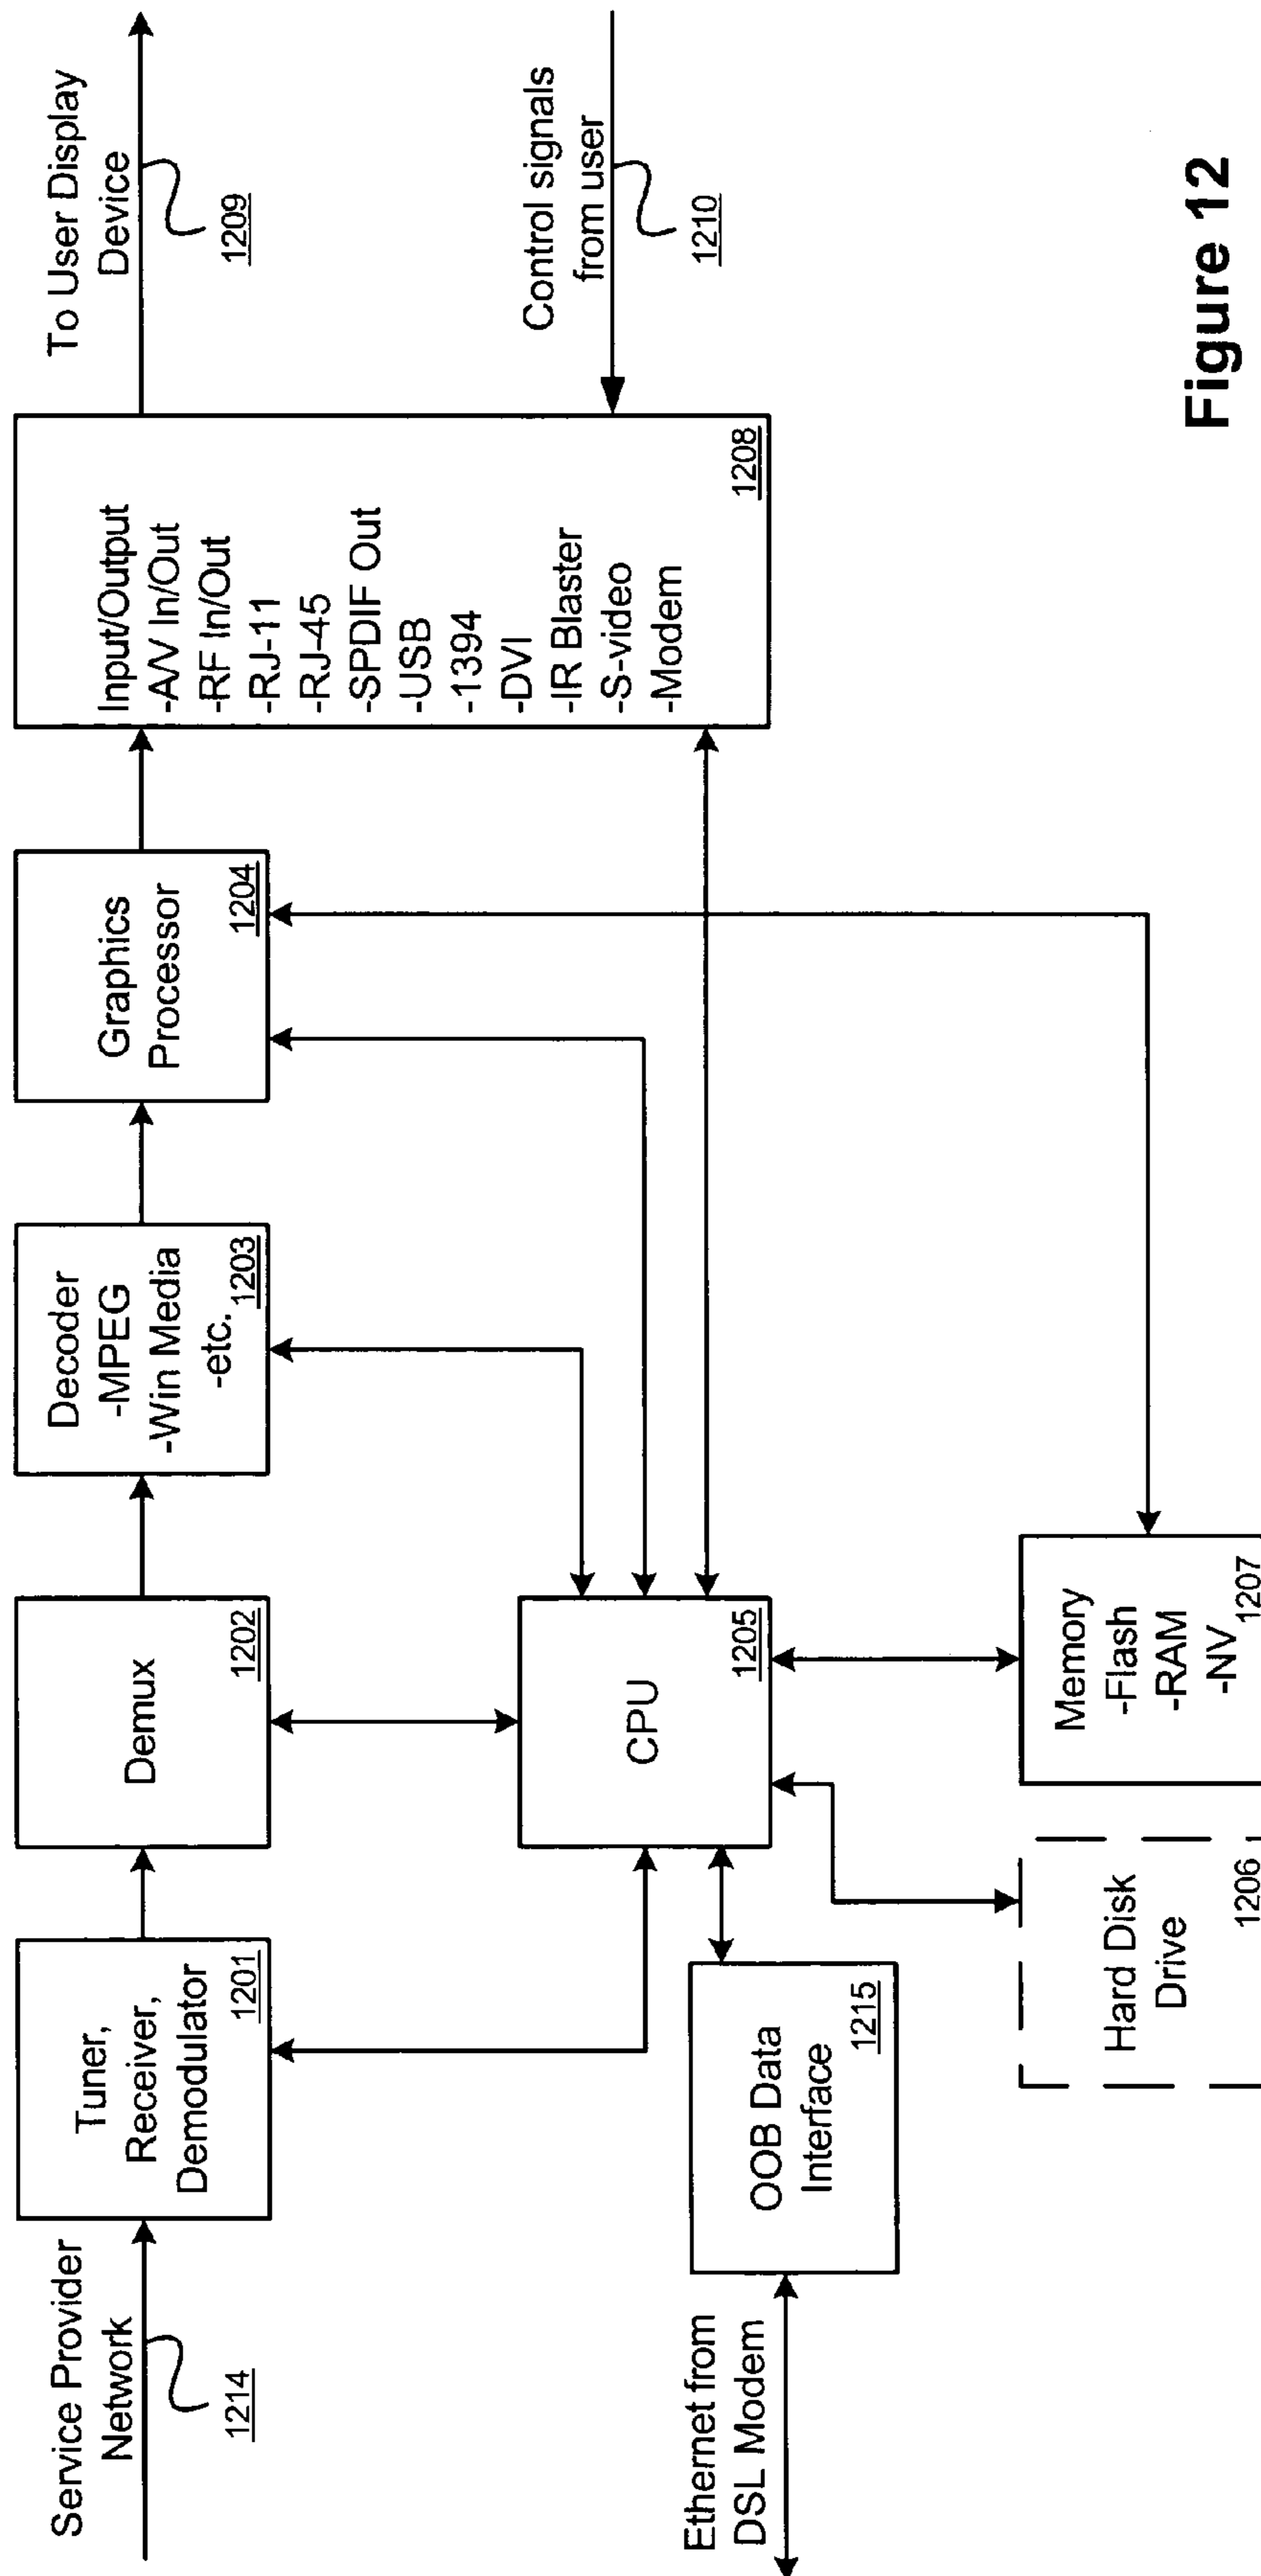 Service Provider
Network
1214
Tuner,
Receiver,
Demodulator
1201
Demux
1202
Decoder
-MPEG
-Win Media
-etc.
1203
Graphics
Processor
1204
Input/Output
-A/V In/Out
-RF In/Out
-RJ-11
-RJ-45
-SPDIF Out
-USB
-1394
-DVI
-IR Blaster
-S-video
-Modem
1208
To User Display
Device
1209
Control signals
from user
1210
CPU
1205
Ethernet from
DSL Modem
OOB Data
Interface
1215
Hard Disk
Drive
1206
Memory
-Flash
-RAM
-NV
1207
Figure 12